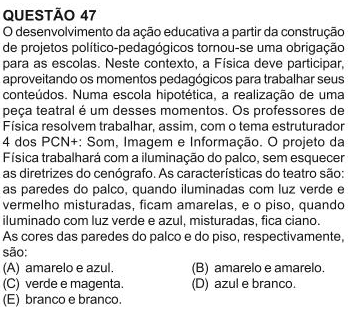 QUESTÃO 47
O desenvolvimento da ação educativa a partir da construção
de projetos político-pedagógicos tornou-se uma obrigação
para as escolas. Neste contexto, a Física deve participar,
aproveitando os momentos pedagógicos para trabalhar seus
conteúdos. Numa escola hipotética, a realização de uma
peça teatral é um desses momentos. Os professores de
Física resolvem trabalhar, assim, com o tema estruturador
4 dos PCN+: Som, Imagem e Informação. O projeto da
Física trabalhará com a iluminação do palco, sem esquecer
as diretrizes do cenógrafo. As características do teatro são:
as paredes do palco, quando iluminadas com luz verde e
vermelho misturadas, ficam amarelas, e o piso, quando
iluminado com luz verde e azul, misturadas, fica ciano.
As cores das paredes do palco e do piso, respectivamente,
são:
(A) amarelo e azul. (B) amarelo e amarelo.
(C) verde e magenta. (D) azul e branco.
(E) branco e branco.